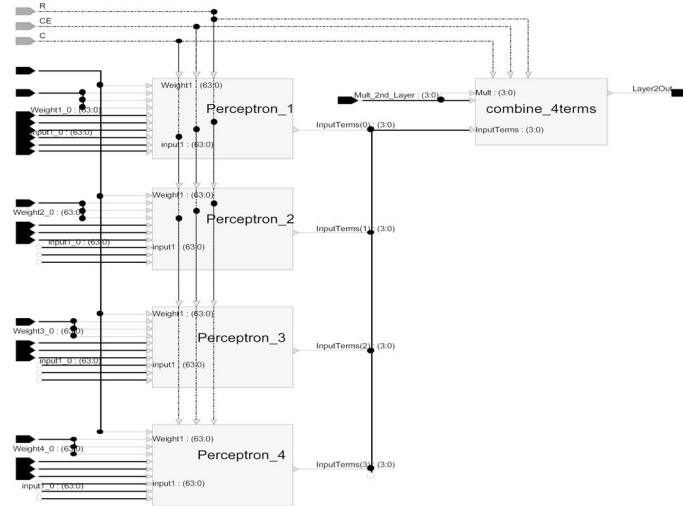 R
CE
C
Weight1 : (63:0)
Perceptron_1
Weight1_0 : (63:0)
input1_0 : (63:0)
input1 : (63:0)
InputTerms(0) : (3:0)
Mult_2nd_Layer : (3:0)
Mult : (3:0)
combine_4terms
InputTerms : (3:0)
Layer2Out
Weight1 : (63:0)
Perceptron_2
Weight2_0 : (63:0)
input1_0 : (63:0)
input1 : (63:0)
InputTerms(1) : (3:0)
Weight1 : (63:0)
Perceptron_3
Weight3_0 : (63:0)
input1_0 : (63:0)
input1 : (63:0)
InputTerms(2) : (3:0)
Weight1 : (63:0)
Perceptron_4
Weight4_0 : (63:0)
input1_0 : (63:0)
input1 : (63:0)
InputTerms(3) : (3:0)